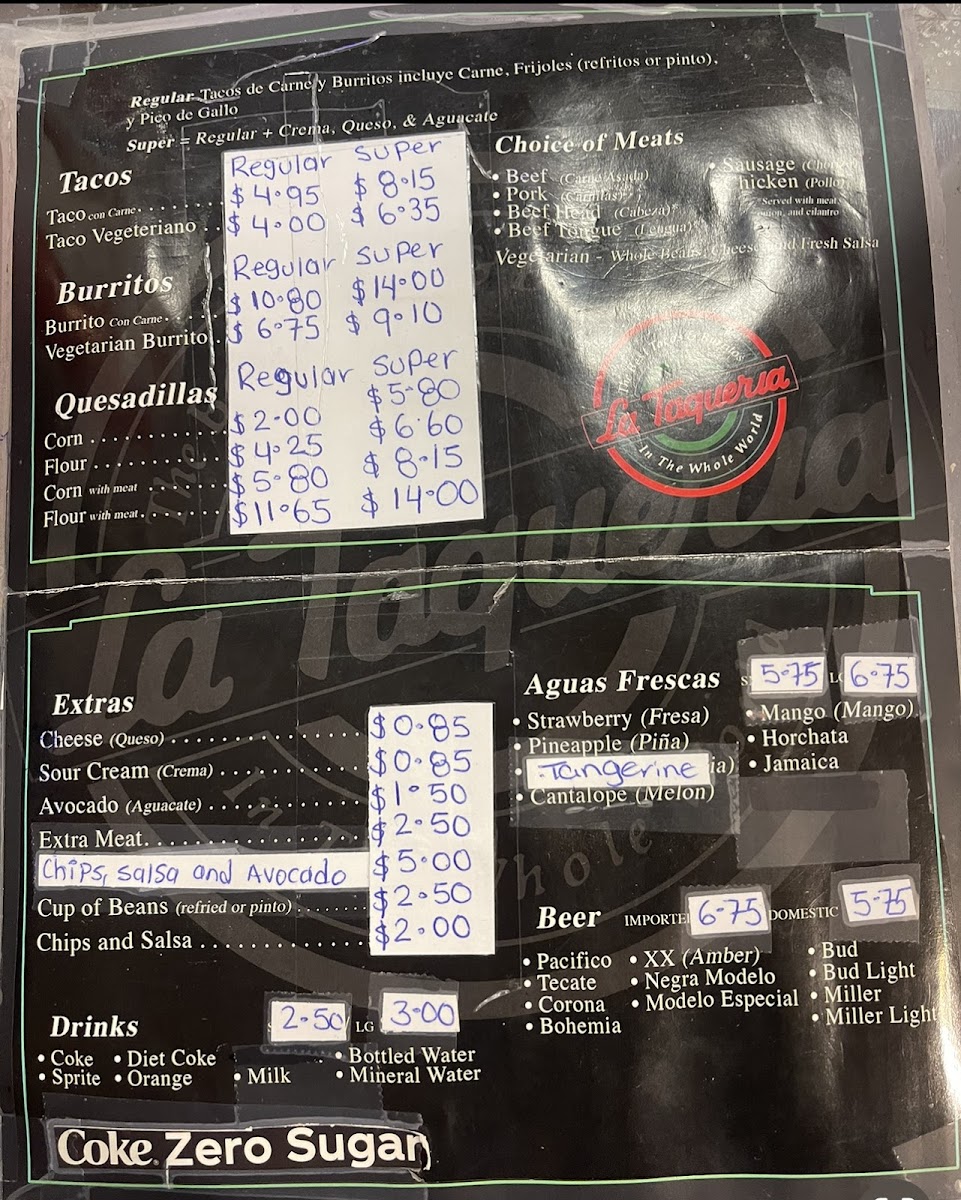 Regular Tacos de Carne y Burritos incluye Carne, Frijoles (refritos or pinto),
y Pico de Gallo
Super = Regular + Crema, Queso, & Aguacate
Tacos Regular Super
Taco con Carne $4.95 $8.15
Taco Vegeteriano $4.00 $6.35
Burritos Regular Super
Burrito Con Carne $10.80 $14.00
Vegetarian Burrito $6.75 $9.10
Quesadillas Regular Super
Corn $2.00 $5.80
Flour $4.25 $6.60
Corn with meat $5.80 $8.15
Flour with meat $11.65 $14.00
Choice of Meats
• Beef (Carne Asada)
• Pork (Carnitas)
• Beef Head (Cabeza)
• Beef Tongue (Lengua)
• Sausage
hicken (Pollo)
*Served with meat,
onion, and cilantro
Vegetarian - Whole Beans, Cheese and Fresh Salsa
La Taqueria
In The Whole World
Extras
Cheese (Queso) $0.85
Sour Cream (Crema) $0.85
Avocado (Aguacate) $1.50
Extra Meat $2.50
Chips, salsa and Avocado $5.00
Cup of Beans (refried or pinto) $2.50
Chips and Salsa $2.00
Drinks 2.50 LG 3.00
• Coke • Diet Coke • Bottled Water
• Sprite • Orange • Milk • Mineral Water
Coke Zero Sugar
Aguas Frescas 5.75 6.75
• Strawberry (Fresa) • Mango (Mango)
• Pineapple (Piña) • Horchata
• Tangerine ia) • Jamaica
• Cantalope (Melon)
Beer IMPORTE 6.75 DOMESTIC 5.75
• Pacifico • XX (Amber) • Bud
• Tecate • Negra Modelo • Bud Light
• Corona • Modelo Especial • Miller
• Bohemia • Miller Light